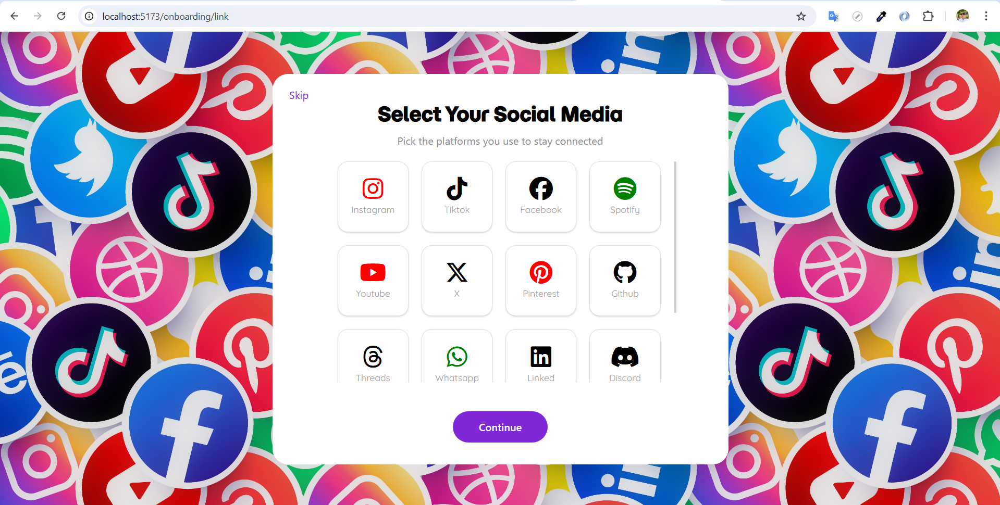 localhost:5173/onboarding/link
Skip
Select Your Social Media
Pick the platforms you use to stay connected
Instagram
Tiktok
Facebook
Spotify
Youtube
X
Pinterest
Github
Threads
Whatsapp
Linked
Discord
Continue